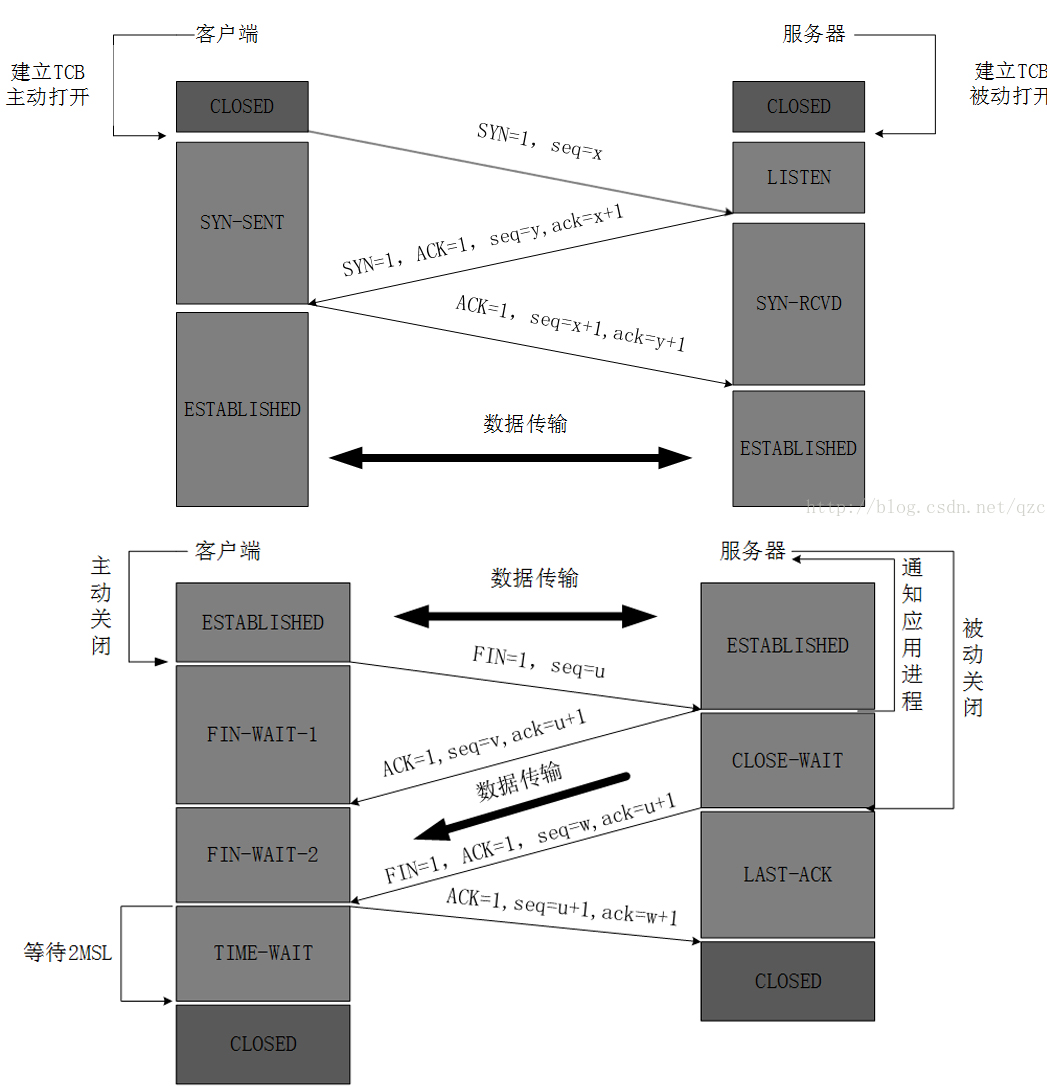 客户端
服务器
建立TCB
主动打开
建立TCB
被动打开
CLOSED
CLOSED
SYN=1, seq=x
LISTEN
SYN-SENT
SYN=1, ACK=1, seq=y,ack=x+1
SYN-RCVD
ACK=1, seq=x+1,ack=y+1
ESTABLISHED
数据传输
ESTABLISHED
http://blog.csdn.net/qzc
客户端
服务器
主动关闭
数据传输
通知应用进程
被动关闭
ESTABLISHED
ESTABLISHED
FIN=1, seq=u
FIN-WAIT-1
ACK=1,seq=v,ack=u+1
CLOSE-WAIT
数据传输
FIN-WAIT-2
FIN=1, ACK=1, seq=w,ack=u+1
LAST-ACK
ACK=1,seq=u+1,ack=w+1
等待2MSL
TIME-WAIT
CLOSED
CLOSED